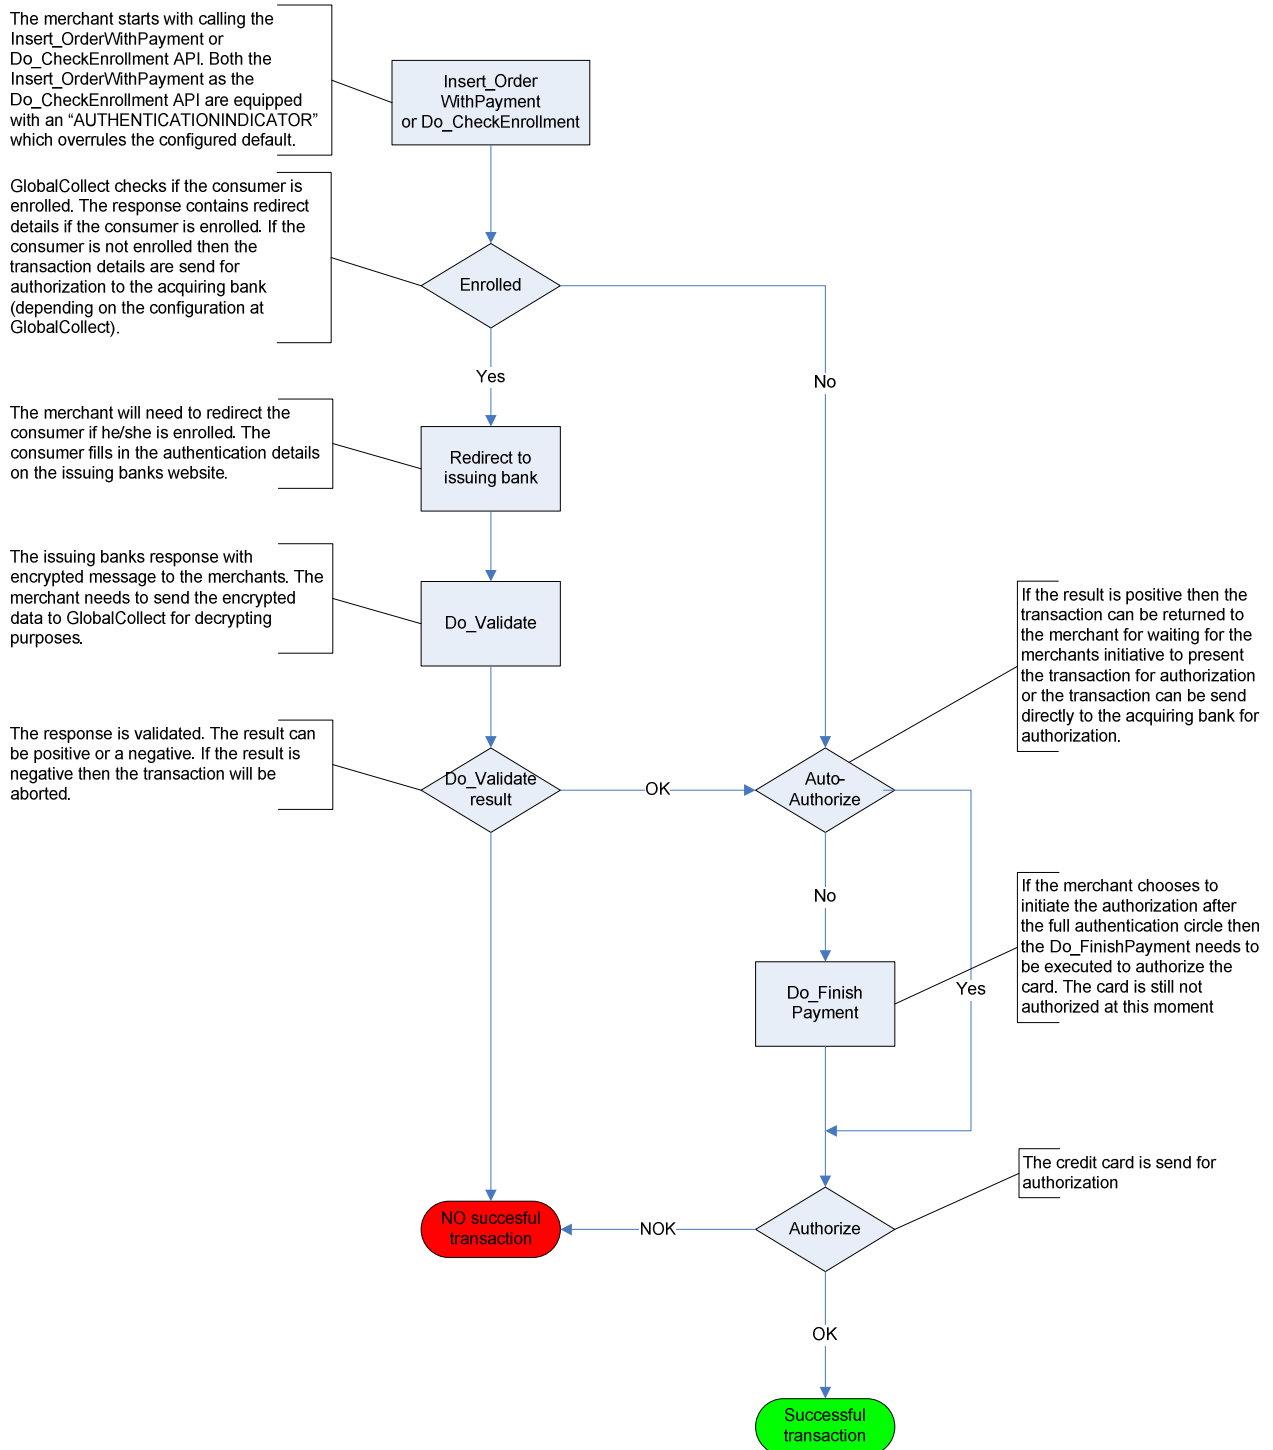 The merchant starts with calling the
Insert_OrderWithPayment or
Do_CheckEnrollment API. Both the
Insert_OrderWithPayment as the
Do_CheckEnrollment API are equipped
with an “AUTHENTICATIONINDICATOR”
which overrules the configured default.
Insert_Order
WithPayment
or Do_CheckEnrollment
GlobalCollect checks if the consumer is
enrolled. The response contains redirect
details if the consumer is enrolled. If the
consumer is not enrolled then the
transaction details are send for
authorization to the acquiring bank
(depending on the configuration at
GlobalCollect).
Enrolled
Yes
No
The merchant will need to redirect the
consumer if he/she is enrolled. The
consumer fills in the authentication details
on the issuing banks website.
Redirect to
issuing bank
The issuing banks response with
encrypted message to the merchants. The
merchant needs to send the encrypted
data to GlobalCollect for decrypting
purposes.
Do_Validate
If the result is positive then the
transaction can be returned to
the merchant for waiting for the
merchants initiative to present
the transaction for authorization
or the transaction can be send
directly to the acquiring bank for
authorization.
The response is validated. The result can
be positive or a negative. If the result is
negative then the transaction will be
aborted.
Do_Validate
result
OK
Auto-
Authorize
No
If the merchant chooses to
initiate the authorization after
the full authentication circle then
the Do_FinishPayment needs to
be executed to authorize the
card. The card is still not
authorized at this moment
Do_Finish
Payment
Yes
The credit card is send for
authorization
NO succesful
transaction
NOK
Authorize
OK
Successful
transaction